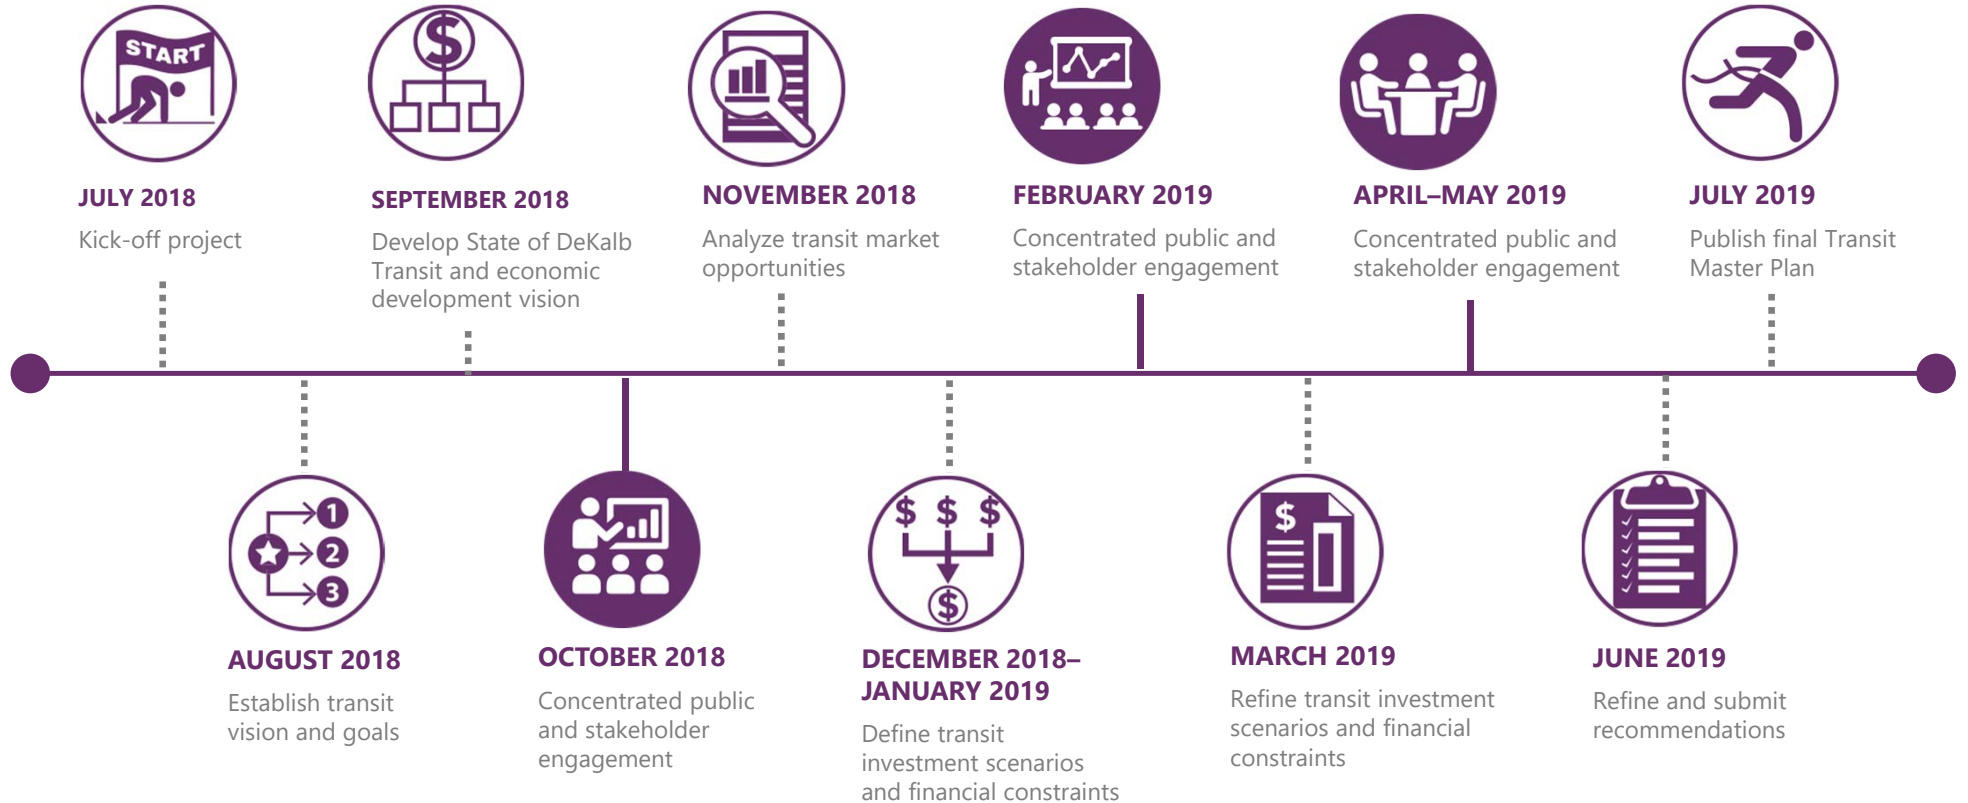 START
$
JULY 2018
Kick-off project
SEPTEMBER 2018
Develop State of DeKalb
Transit and economic
development vision
NOVEMBER 2018
Analyze transit market
opportunities
FEBRUARY 2019
Concentrated public and
stakeholder engagement
APRIL–MAY 2019
Concentrated public and
stakeholder engagement
JULY 2019
Publish final Transit
Master Plan
1
2
3
AUGUST 2018
Establish transit
vision and goals
OCTOBER 2018
Concentrated public
and stakeholder
engagement
$ $ $
$
DECEMBER 2018–
JANUARY 2019
Define transit
investment scenarios
and financial constraints
$
MARCH 2019
Refine transit investment
scenarios and financial
constraints
JUNE 2019
Refine and submit
recommendations